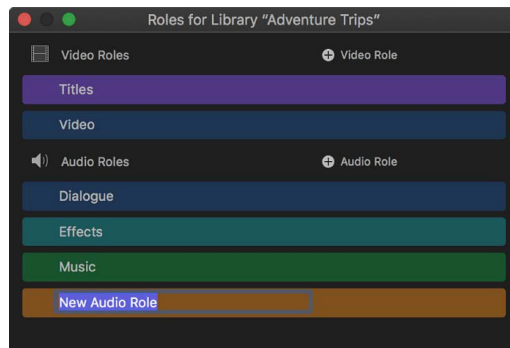 Roles for Library “Adventure Trips”
Video Roles
Video Role
Titles
Video
Audio Roles
Audio Role
Dialogue
Effects
Music
New Audio Role